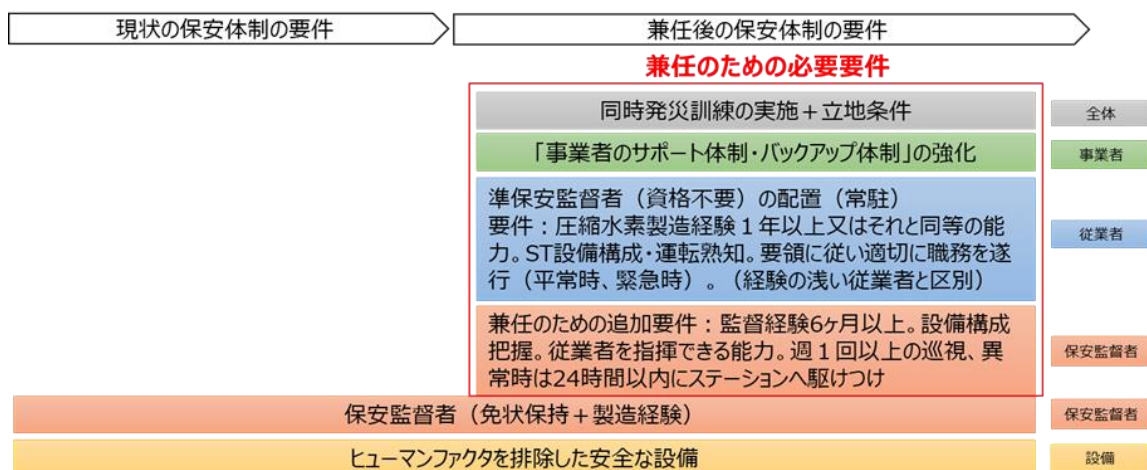 現状の保安体制の要件
兼任後の保安体制の要件
兼任のための必要要件
同時発災訓練の実施＋立地条件
全体
「事業者のサポート体制・バックアップ体制」の強化
事業者
準保安監督者（資格不要）の配置（常駐）
要件：圧縮水素製造経験１年以上又はそれと同等の能
力。ST設備構成・運転熟知。要領に従い適切に職務を遂
行（平常時、緊急時）。（経験の浅い従業者と区別）
従業者
兼任のための追加要件：監督経験6ヶ月以上。設備構成
把握。従業者を指揮できる能力。週１回以上の巡視、異
常時は24時間以内にステーションへ駆けつけ
保安監督者
保安監督者（免状保持＋製造経験）
保安監督者
ヒューマンファクタを排除した安全な設備
設備